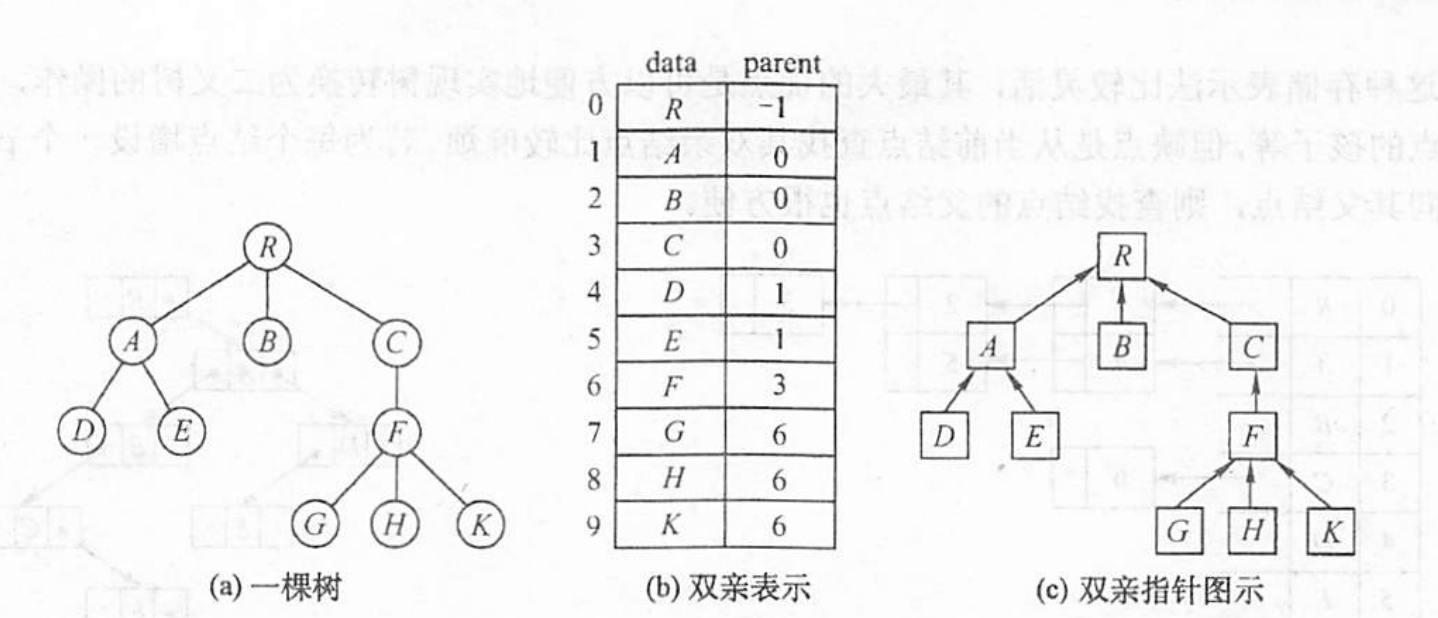 data parent
0 R -1
1 A 0
2 B 0
3 C 0
4 D 1
5 E 1
6 F 3
7 G 6
8 H 6
9 K 6
R
A B C
D E F
G H K
R
A B C
D E F
G H K
(a) 一棵树
(b) 双亲表示
(c) 双亲指针图示